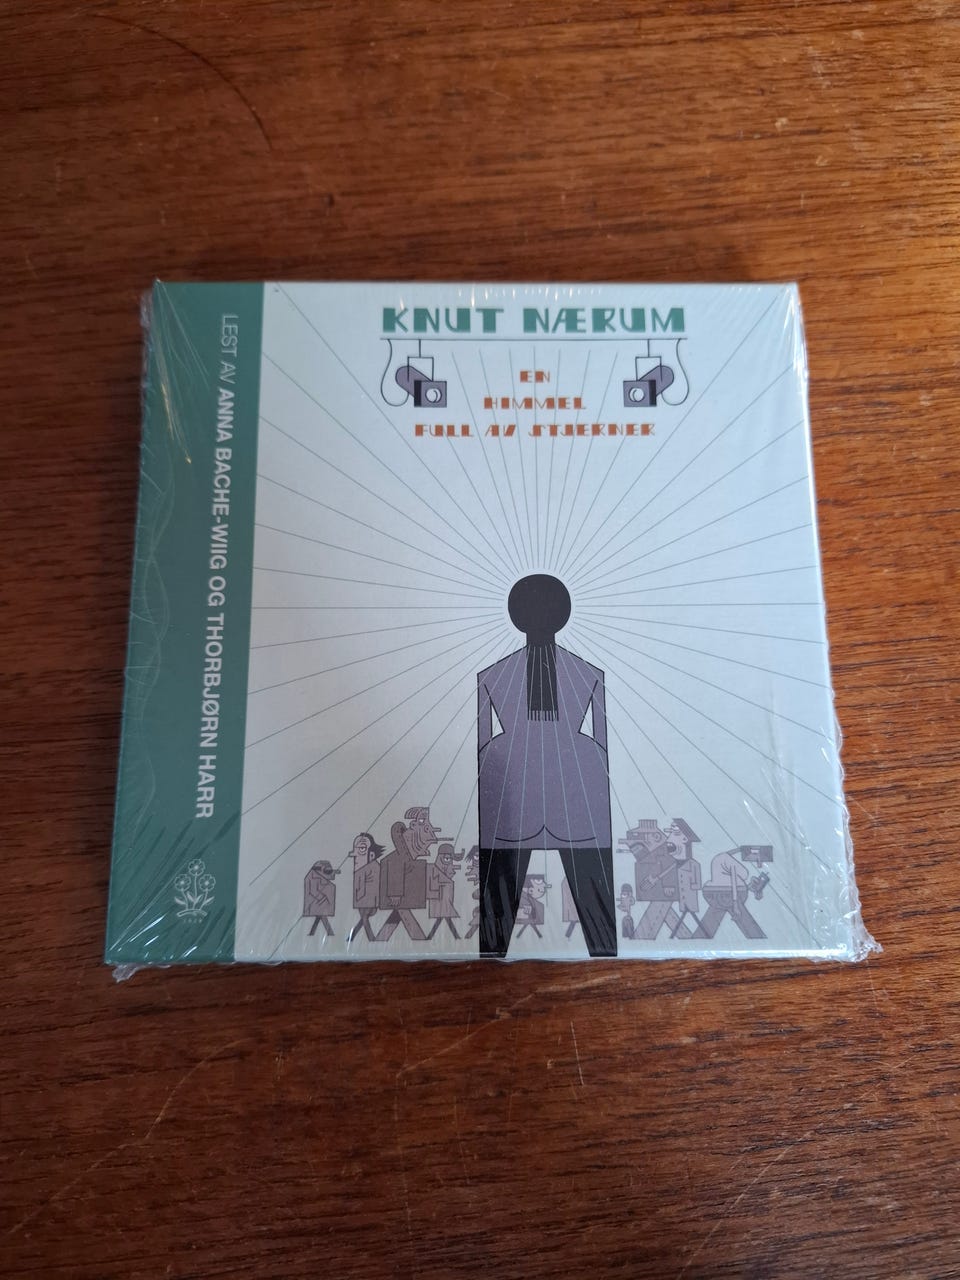 KNUT NÆRUM
EN
HIMMEL
FULL AV STJERNER
LEST AV ANNA BACHE-WIIG OG THORBJØRN HARR